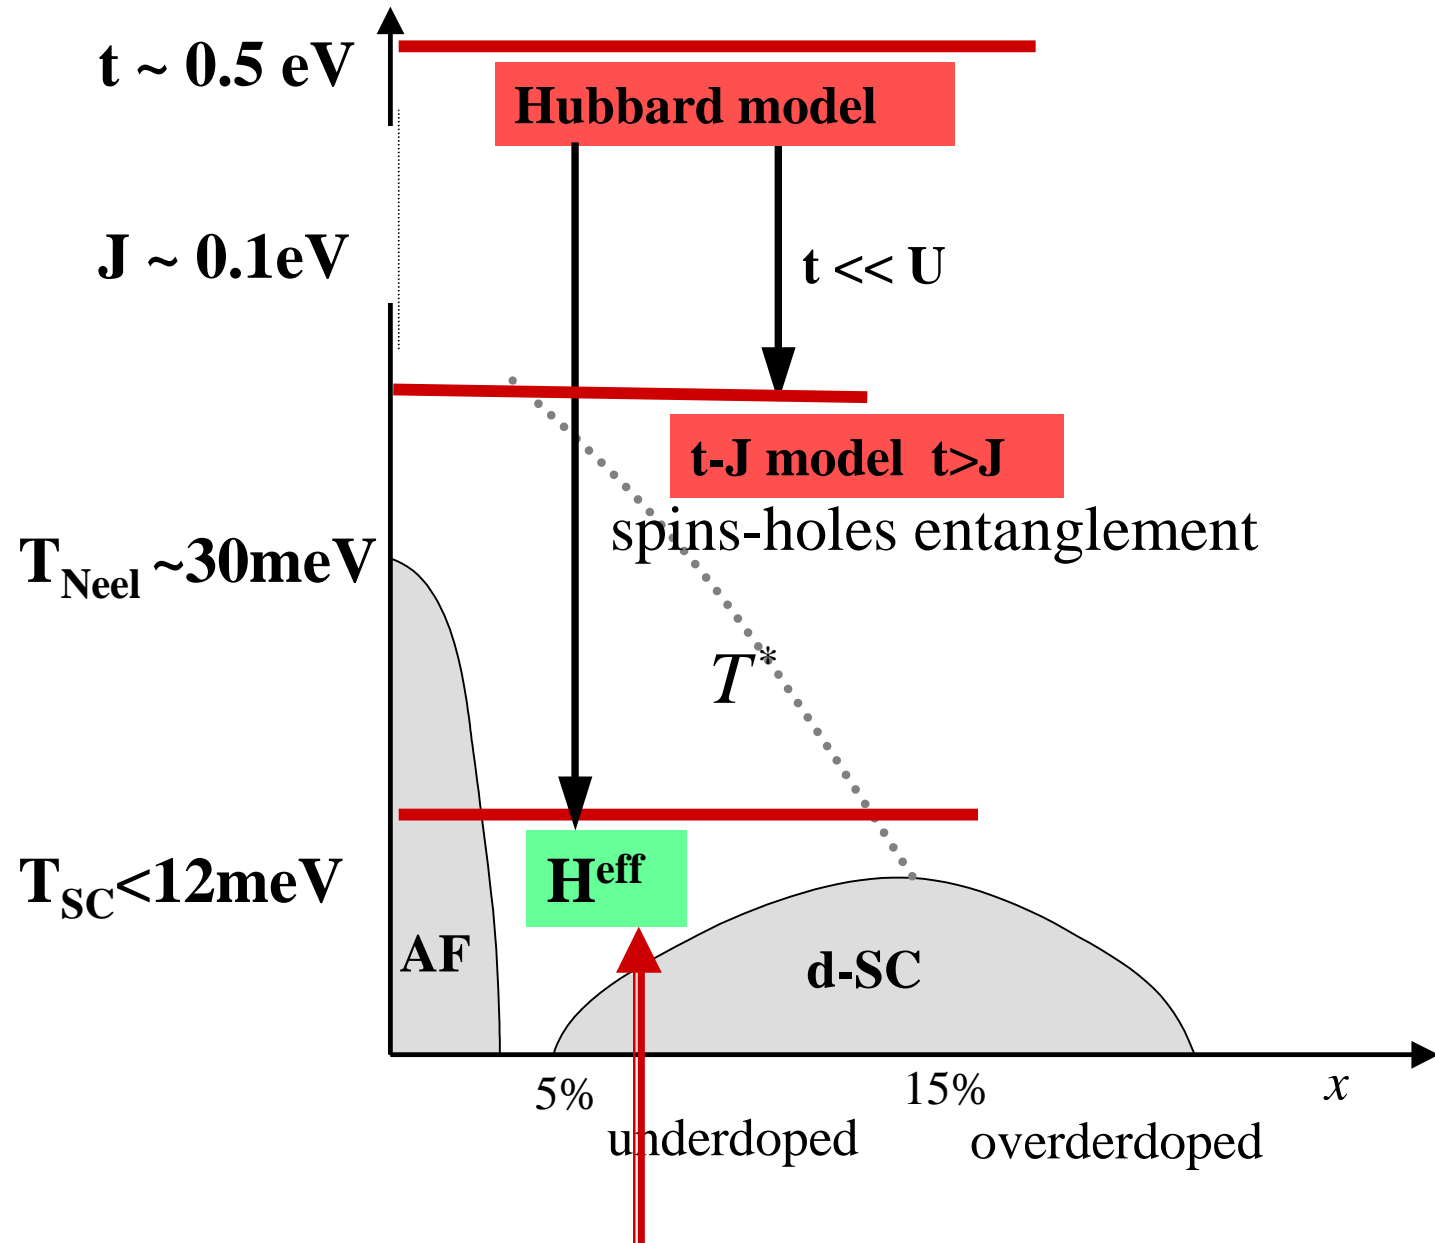 t ~ 0.5 eV
Hubbard model
J ~ 0.1eV
t << U
t-J model t>J
spins-holes entanglement
T_Neel ~30meV
T*
T_SC<12meV
H^eff
AF
d-SC
5%
15%
x
underdoped
overderdoped